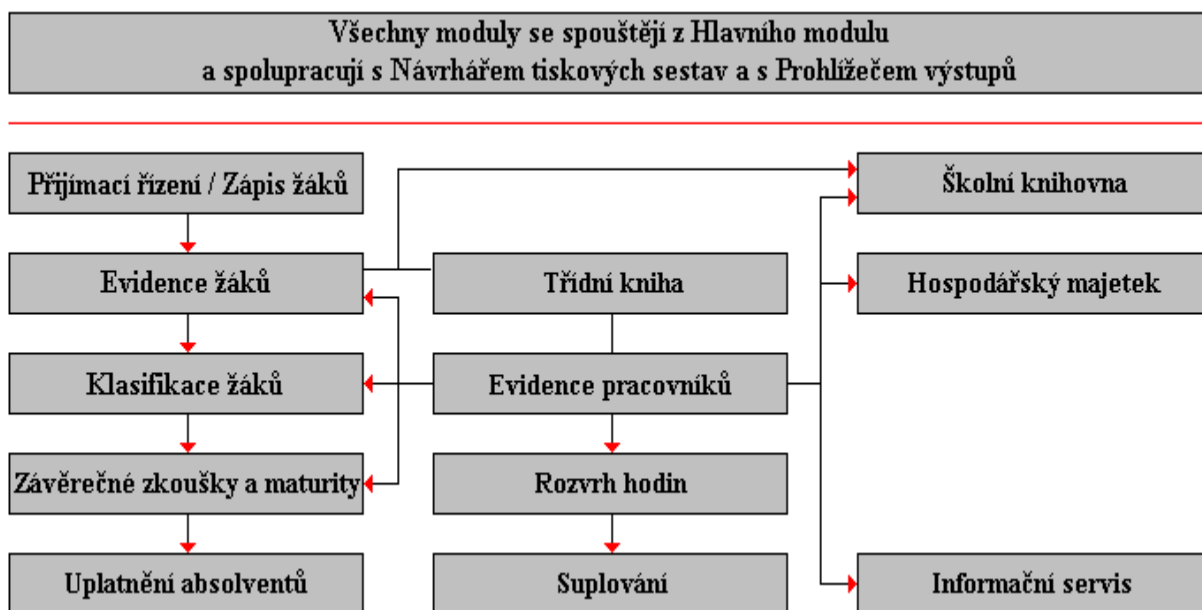 Všechny moduly se spouštějí z Hlavního modulu
a spolupracují s Návrhářem tiskových sestav a s Prohlížečem výstupů
Přijímací řízení / Zápis žáků
Školní knihovna
Evidence žáků
Třídní kniha
Hospodářský majetek
Klasifikace žáků
Evidence pracovníků
Závěrečné zkoušky a maturity
Rozvrh hodin
Uplatnění absolventů
Suplování
Informační servis